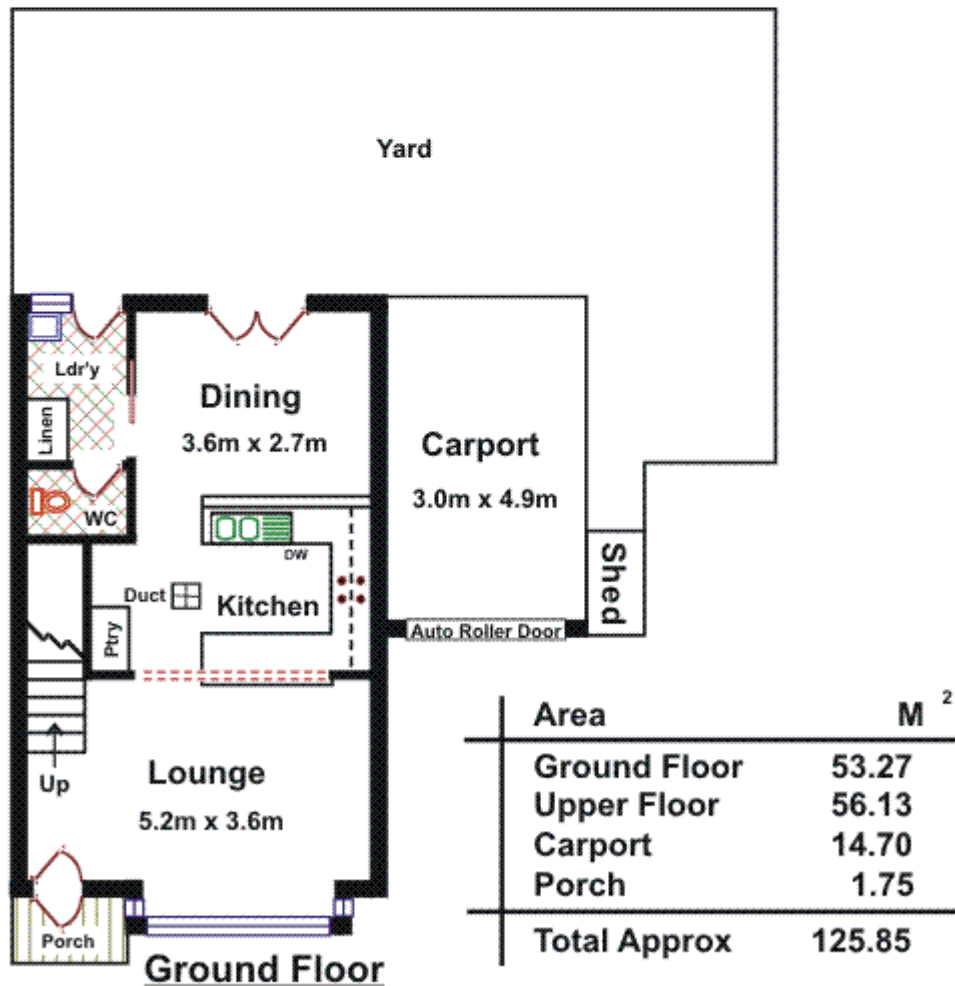 Yard
Ldr'y
Linen
Dining
3.6m x 2.7m
Carport
3.0m x 4.9m
WC
DW
Duct
Kitchen
Ptry
Shed
Auto Roller Door
Up
Lounge
5.2m x 3.6m
Porch
Ground Floor
Area M 2
Ground Floor 53.27
Upper Floor 56.13
Carport 14.70
Porch 1.75
Total Approx 125.85